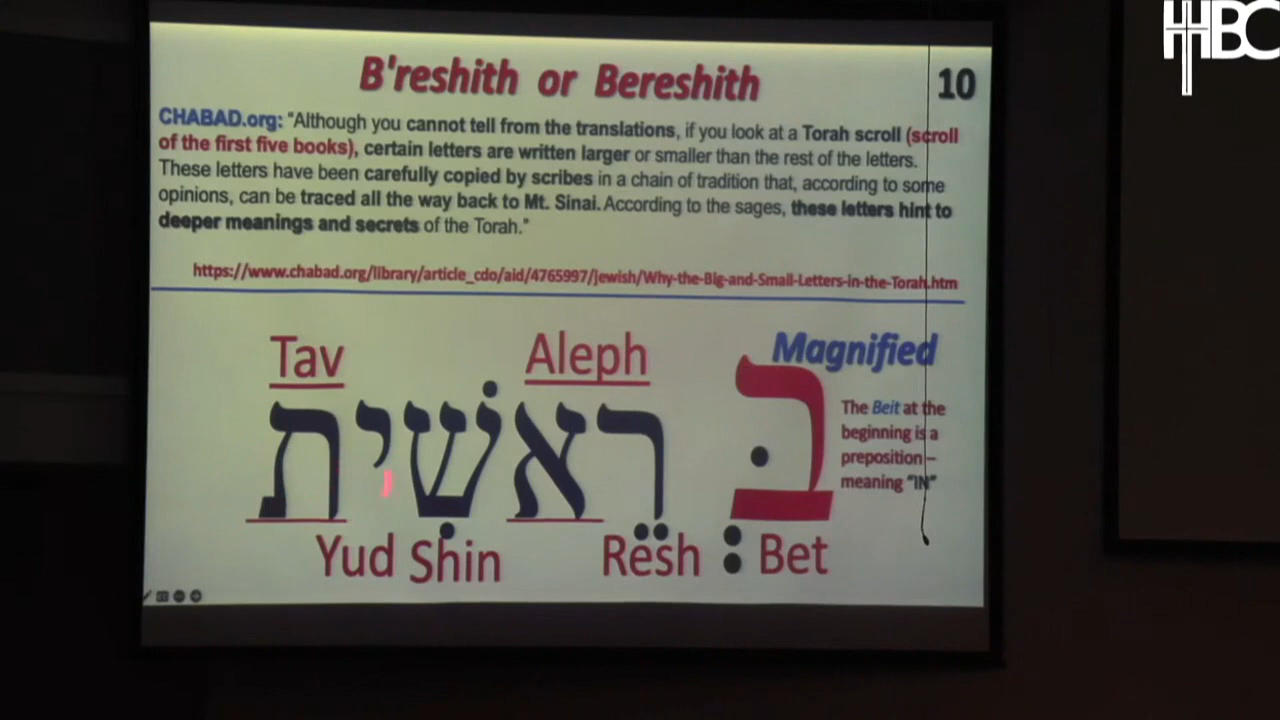 HHBC
B'reshith or Bereshith
10
CHABAD.org: "Although you cannot tell from the translations, if you look at a Torah scroll (scroll
of the first five books), certain letters are written larger or smaller than the rest of the letters.
These letters have been carefully copied by scribes in a chain of tradition that, according to some
opinions, can be traced all the way back to Mt. Sinai. According to the sages, these letters hint to
deeper meanings and secrets of the Torah."
https://www.chabad.org/library/article_cdo/aid/4765997/jewish/Why-the-Big-and-Small-Letters-in-the-Torah.htm
Tav
Aleph
Magnified
בְּרֵאשִׁית
The Beit at the
beginning is a
preposition –
meaning "IN"
Yud Shin
Resh
Bet